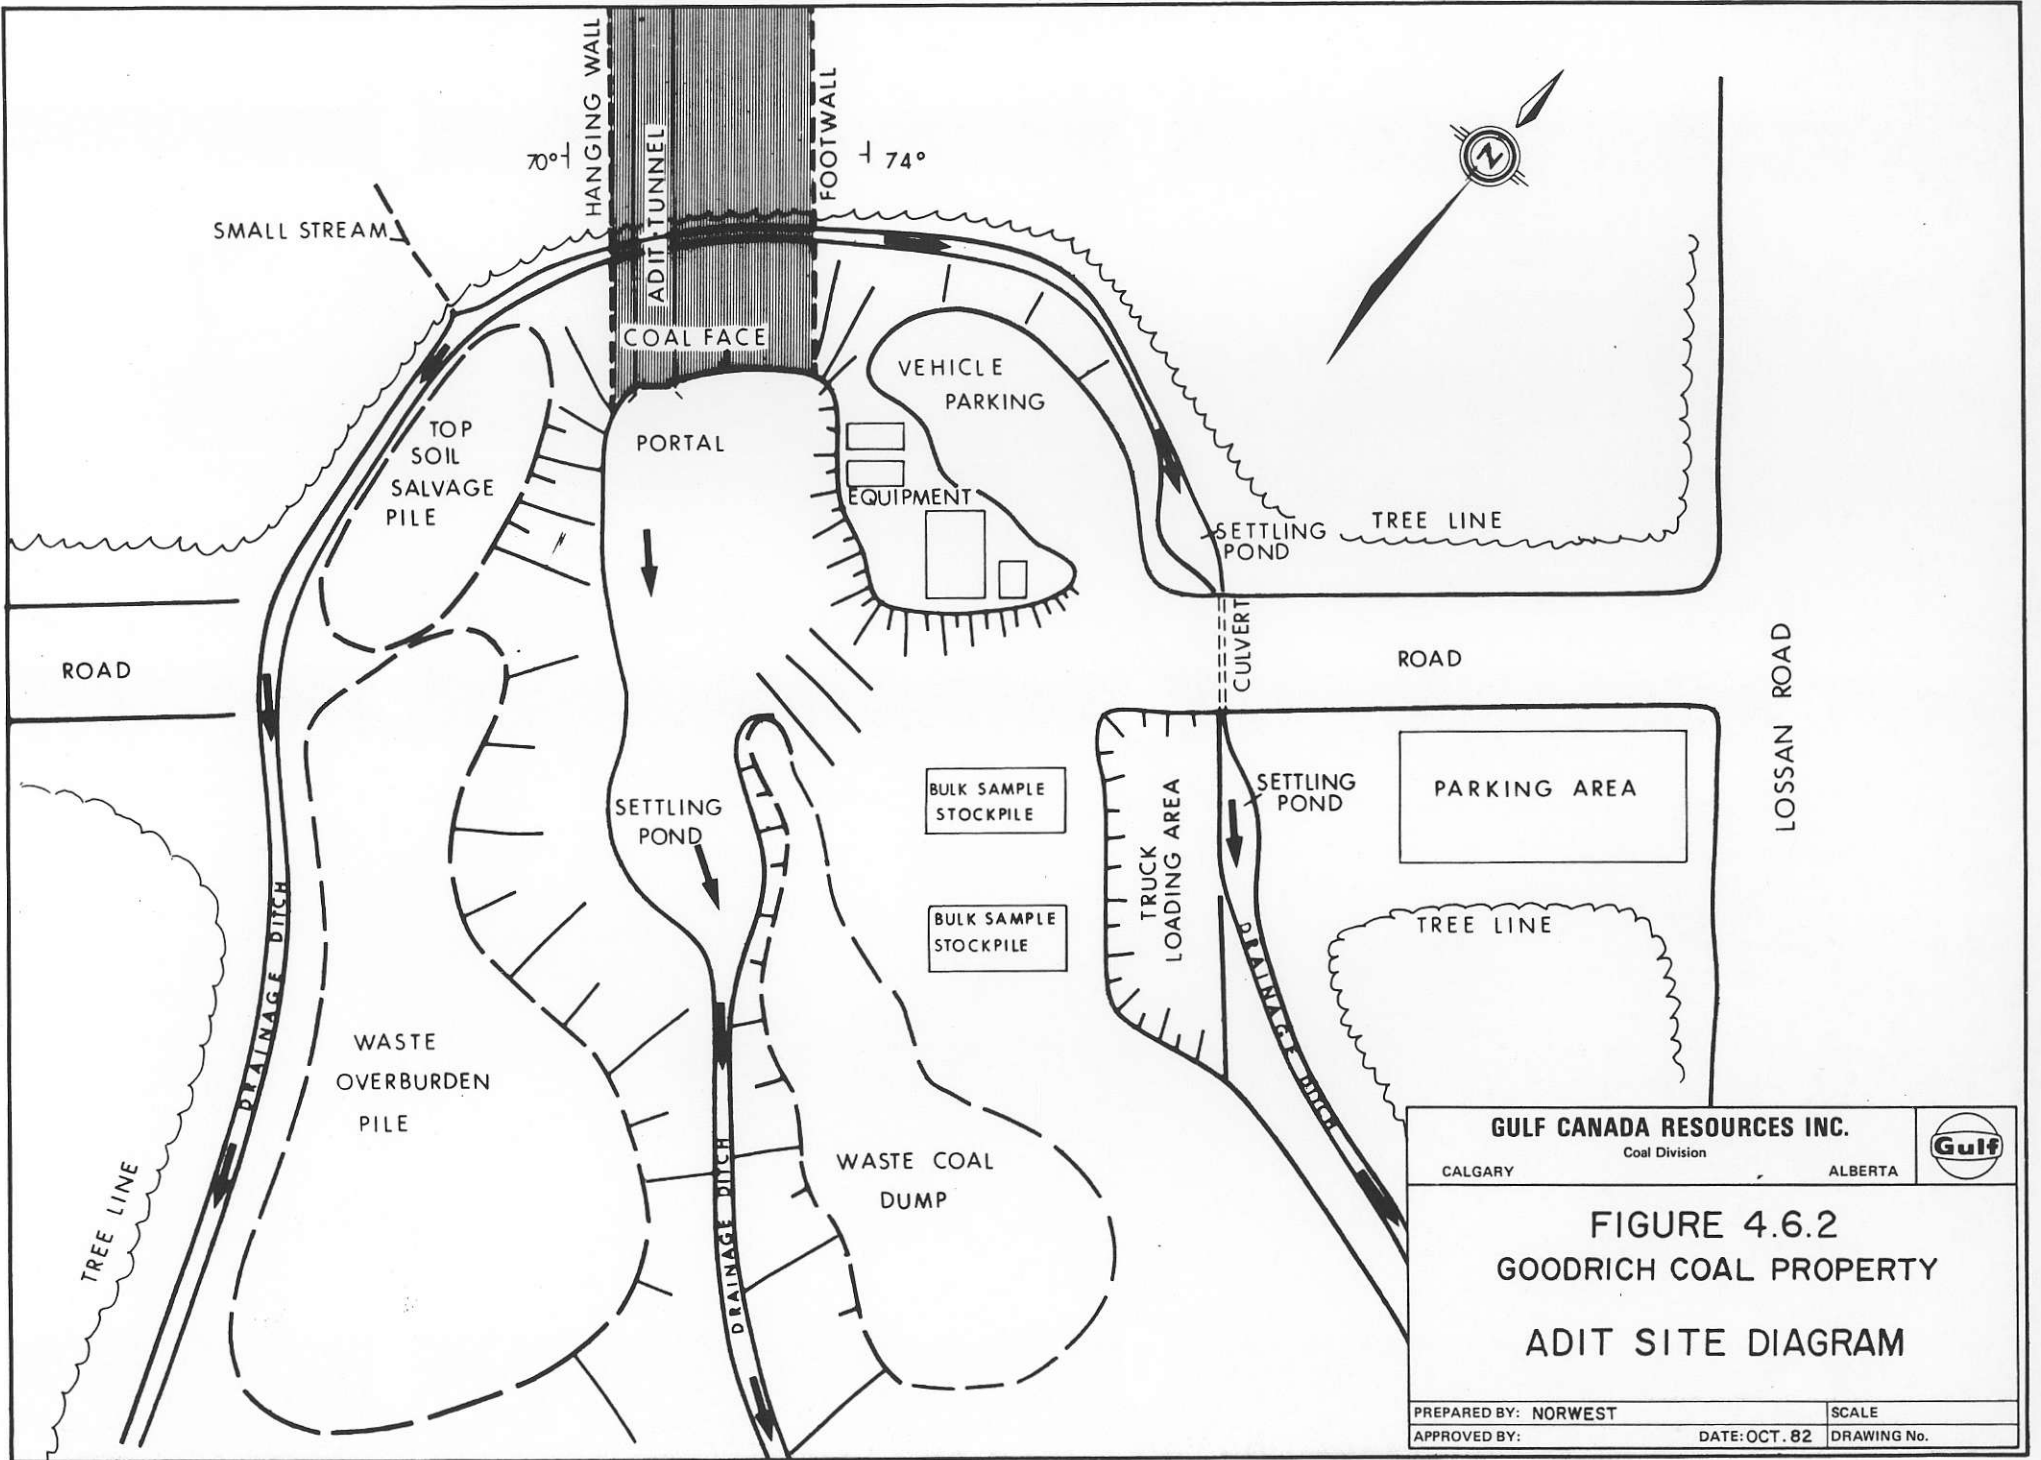 HANGING WALL
ADIT TUNNEL
FOOTWALL
70°
74°
N
SMALL STREAM
COAL FACE
VEHICLE
PARKING
TOP
SOIL
SALVAGE
PILE
PORTAL
EQUIPMENT
SETTLING
POND
TREE LINE
ROAD
CULVERT
ROAD
LOSSAN ROAD
SETTLING
POND
BULK SAMPLE
STOCKPILE
TRUCK
LOADING AREA
SETTLING
POND
PARKING AREA
BULK SAMPLE
STOCKPILE
TREE LINE
DRAINAGE DITCH
DRAINAGE DITCH
WASTE
OVERBURDEN
PILE
TREE LINE
DRAINAGE DITCH
WASTE COAL
DUMP
GULF CANADA RESOURCES INC.
Coal Division
CALGARY
ALBERTA
Gulf
FIGURE 4.6.2
GOODRICH COAL PROPERTY
ADIT SITE DIAGRAM
PREPARED BY: NORWEST
SCALE
APPROVED BY:
DATE: OCT. 82
DRAWING No.